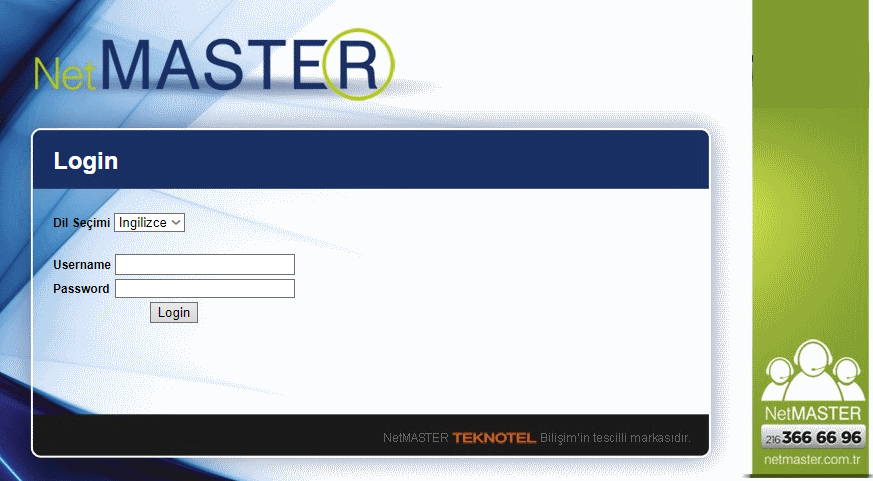 NetMASTER
Login
Dil Seçimi Ingilizce
Username
Password
Login
NetMASTER TEKNOTEL Bilişim'in tescilli markasıdır.
NetMASTER
216 366 66 96
netmaster.com.tr